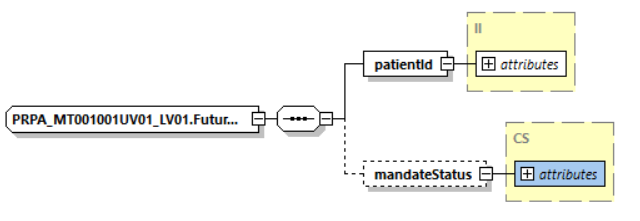 II
patientId
attributes
PRPA_MT001001UV01_LV01.Futur...
CS
mandateStatus
attributes